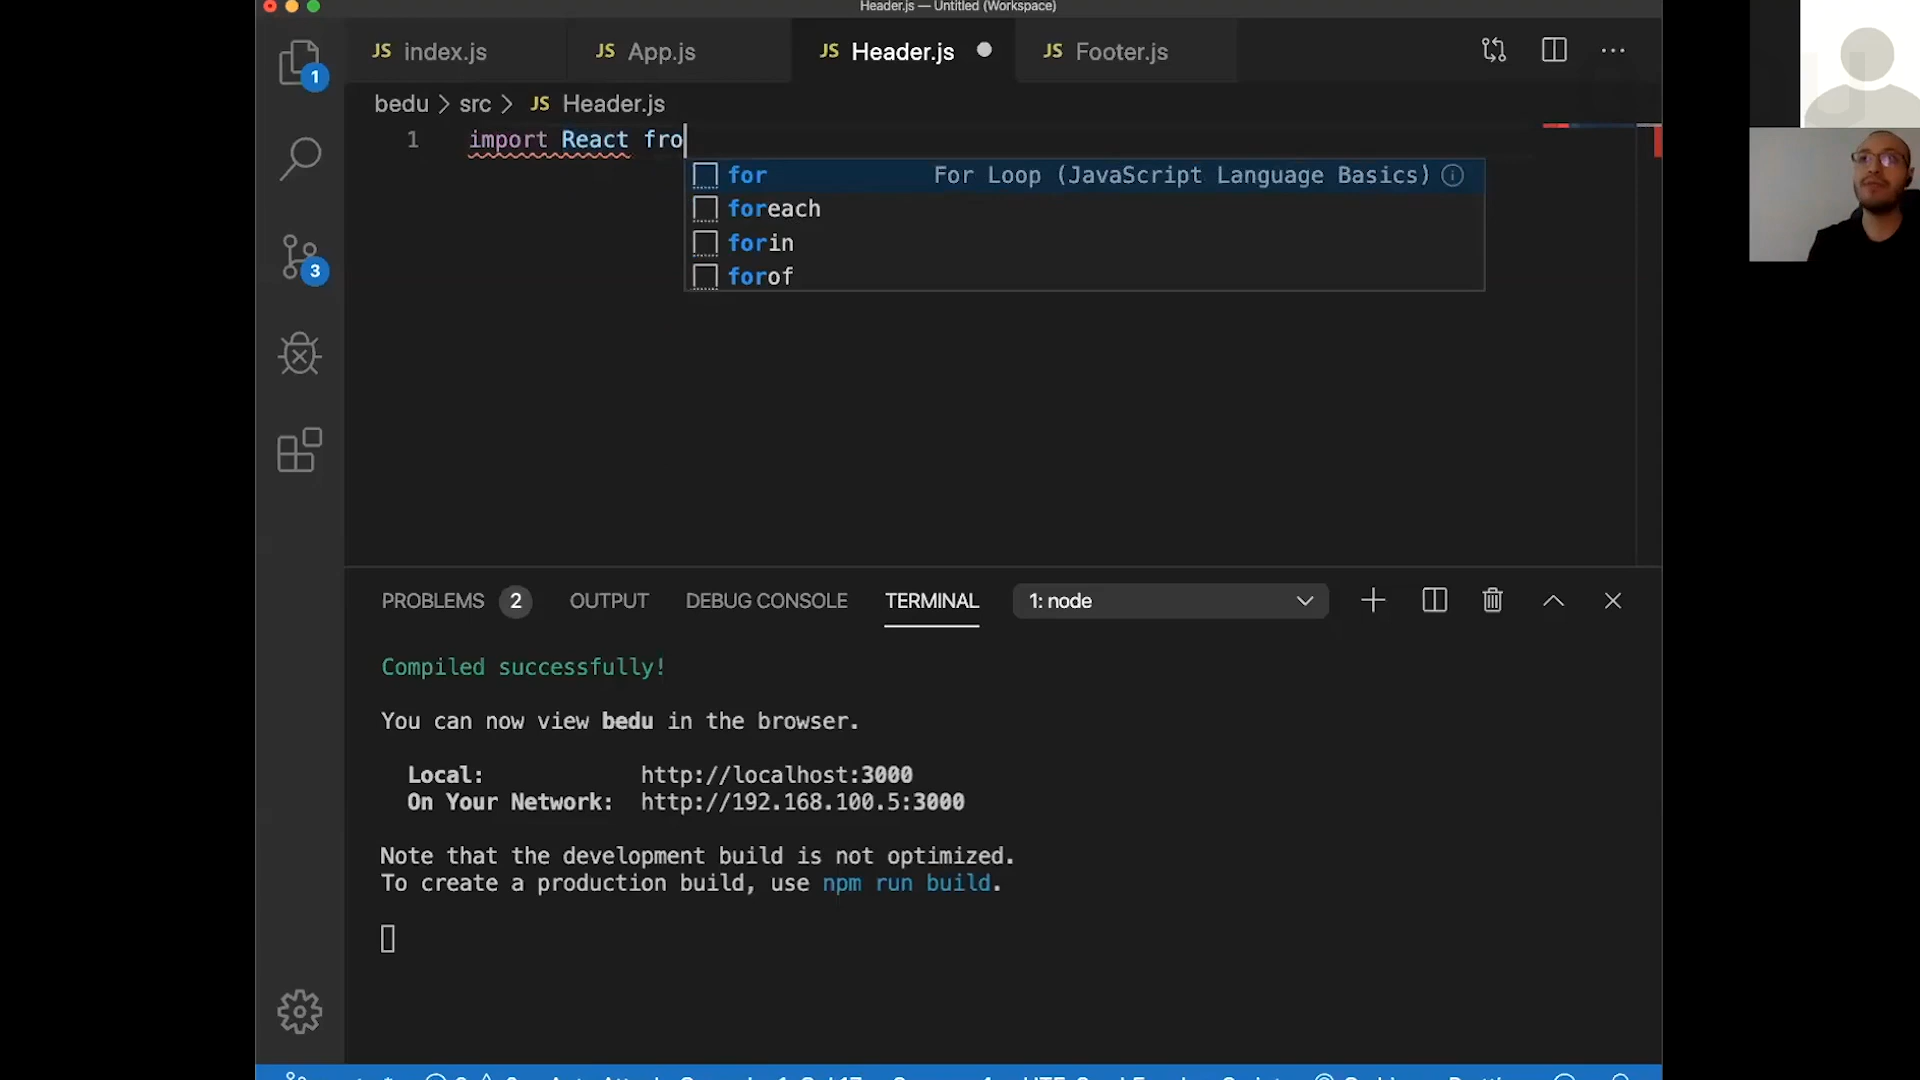 Header.js — Untitled (Workspace)
JS index.js
JS App.js
JS Header.js
JS Footer.js
bedu > src > JS Header.js
1 import React fro
for For Loop (JavaScript Language Basics)
foreach
forin
forof
1
3
PROBLEMS 2 OUTPUT DEBUG CONSOLE TERMINAL 1: node
Compiled successfully!
You can now view bedu in the browser.
Local: http://localhost:3000
On Your Network: http://192.168.100.5:3000
Note that the development build is not optimized.
To create a production build, use npm run build.